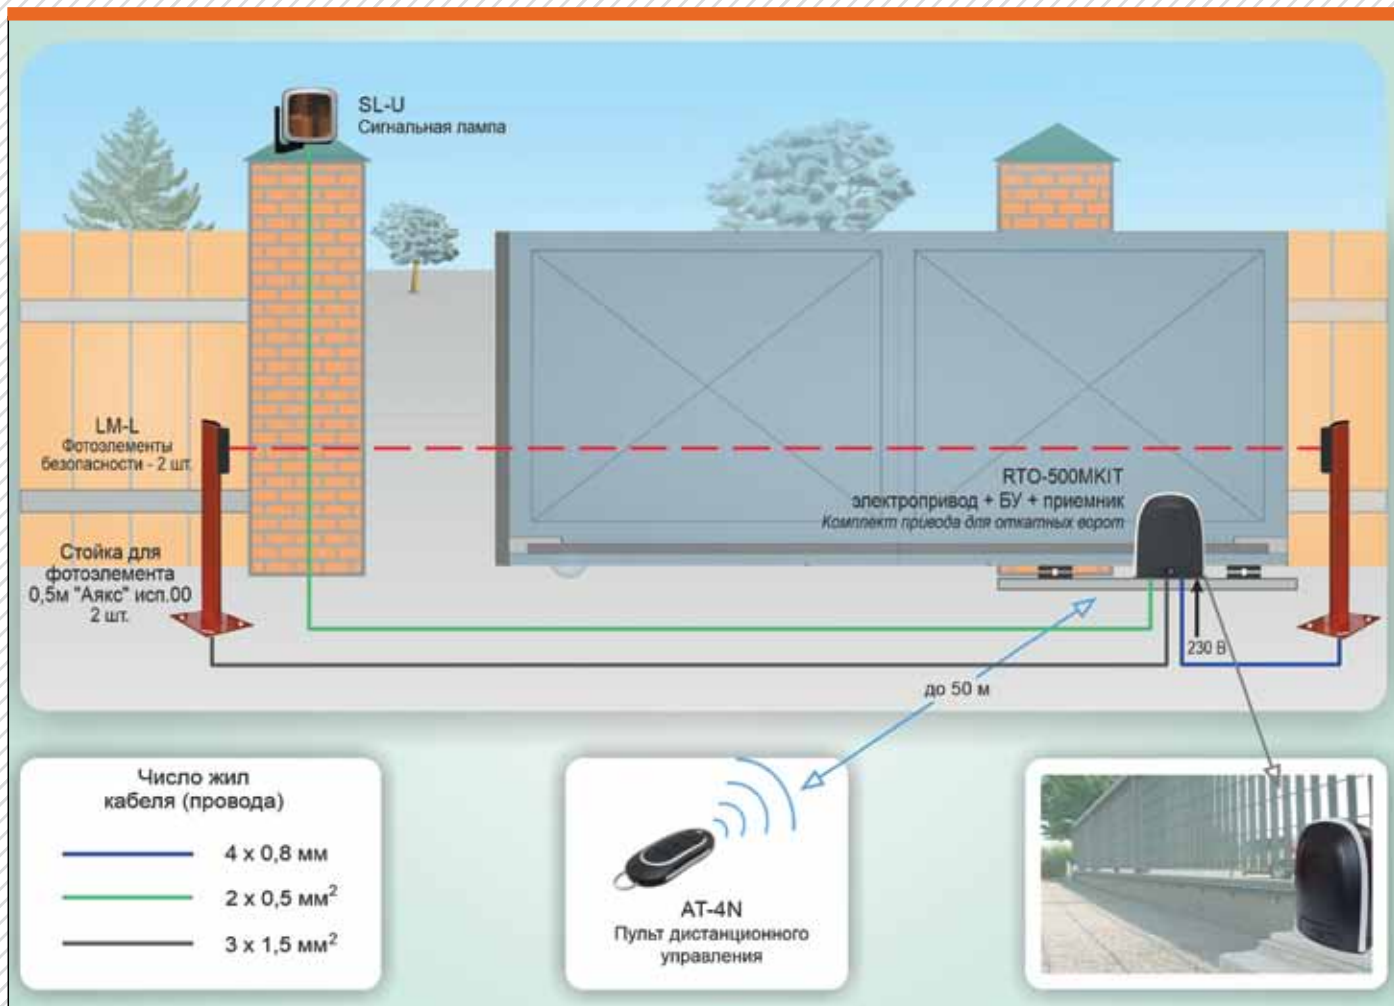 SL-U
Сигнальная лампа
LM-L
Фотоэлементы
безопасности - 2 шт.
RTO-500MKIT
электропривод + БУ + приемник
Комплект привода для откатных ворот
Стойка для
фотоэлемента
0,5м "Аякс" исп.00
2 шт.
230 В
до 50 м
Число жил
кабеля (провода)
4 x 0,8 мм
2 x 0,5 мм²
3 x 1,5 мм²
AT-4N
Пульт дистанционного
управления